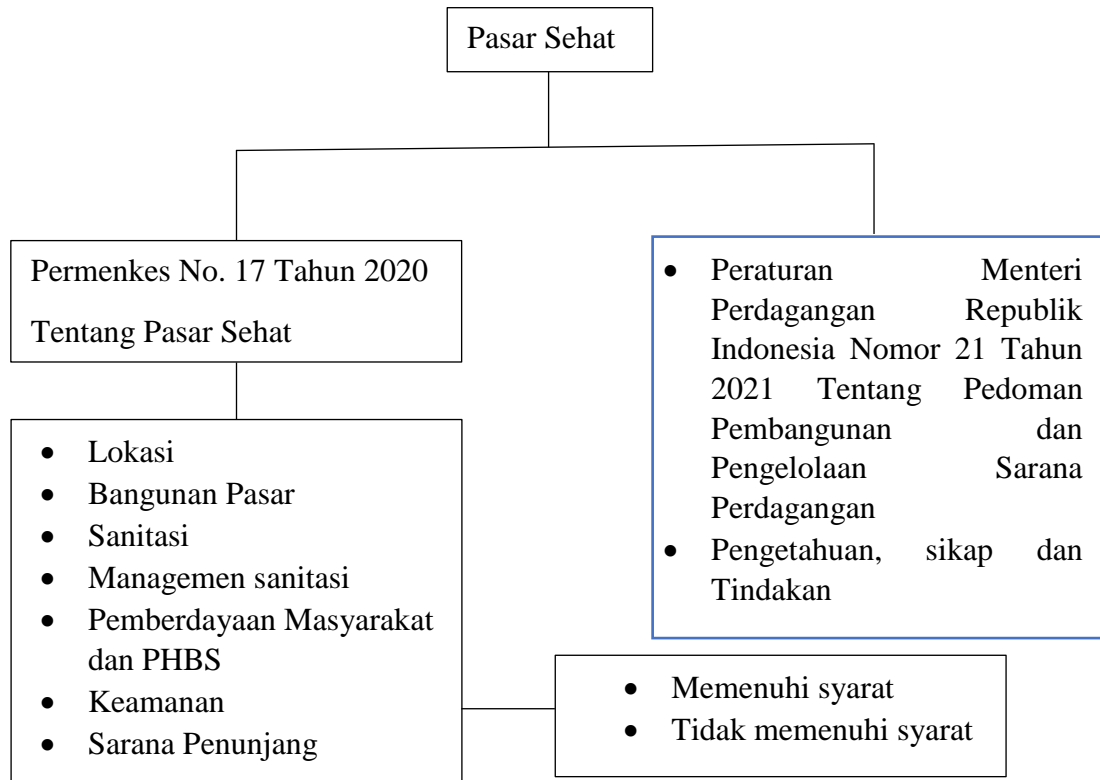 Pasar Sehat
Permenkes No. 17 Tahun 2020
Tentang Pasar Sehat
• Lokasi
• Bangunan Pasar
• Sanitasi
• Managemen sanitasi
• Pemberdayaan Masyarakat
dan PHBS
• Keamanan
• Sarana Penunjang
• Peraturan Menteri
Perdagangan Republik
Indonesia Nomor 21 Tahun
2021 Tentang Pedoman
Pembangunan dan
Pengelolaan Sarana
Perdagangan
• Pengetahuan, sikap dan
Tindakan
• Memenuhi syarat
• Tidak memenuhi syarat